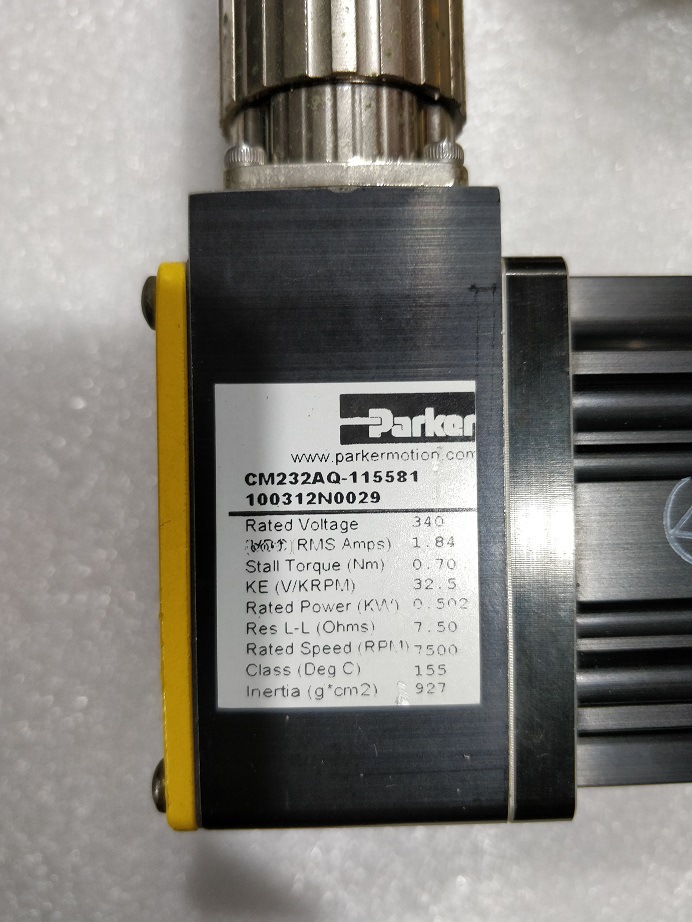 Parker
www.parkermotion.com
CM232AQ-115581
100312N0029
Rated Voltage 340
(RMS Amps) 1.84
Stall Torque (Nm) 0.70
KE (V/KRPM) 32.5
Rated Power (KW) 0.502
Res L-L (Ohms) 7.50
Rated Speed (RPM) 7500
Class (Deg C) 155
Inertia (g*cm2) 927